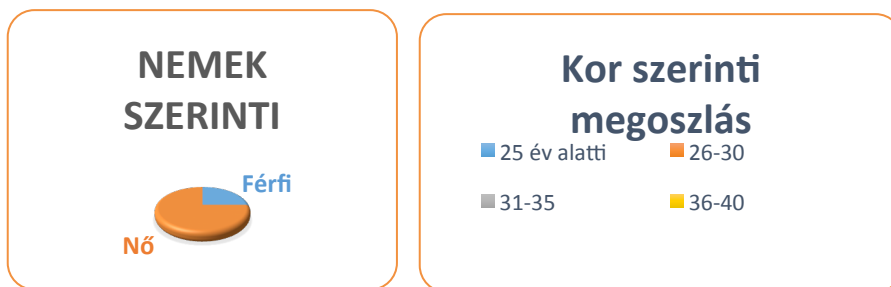 NEMEK
SZERINTI
Férfi
Nő
Kor szerinti
megoszlás
25 év alatti
26-30
31-35
36-40